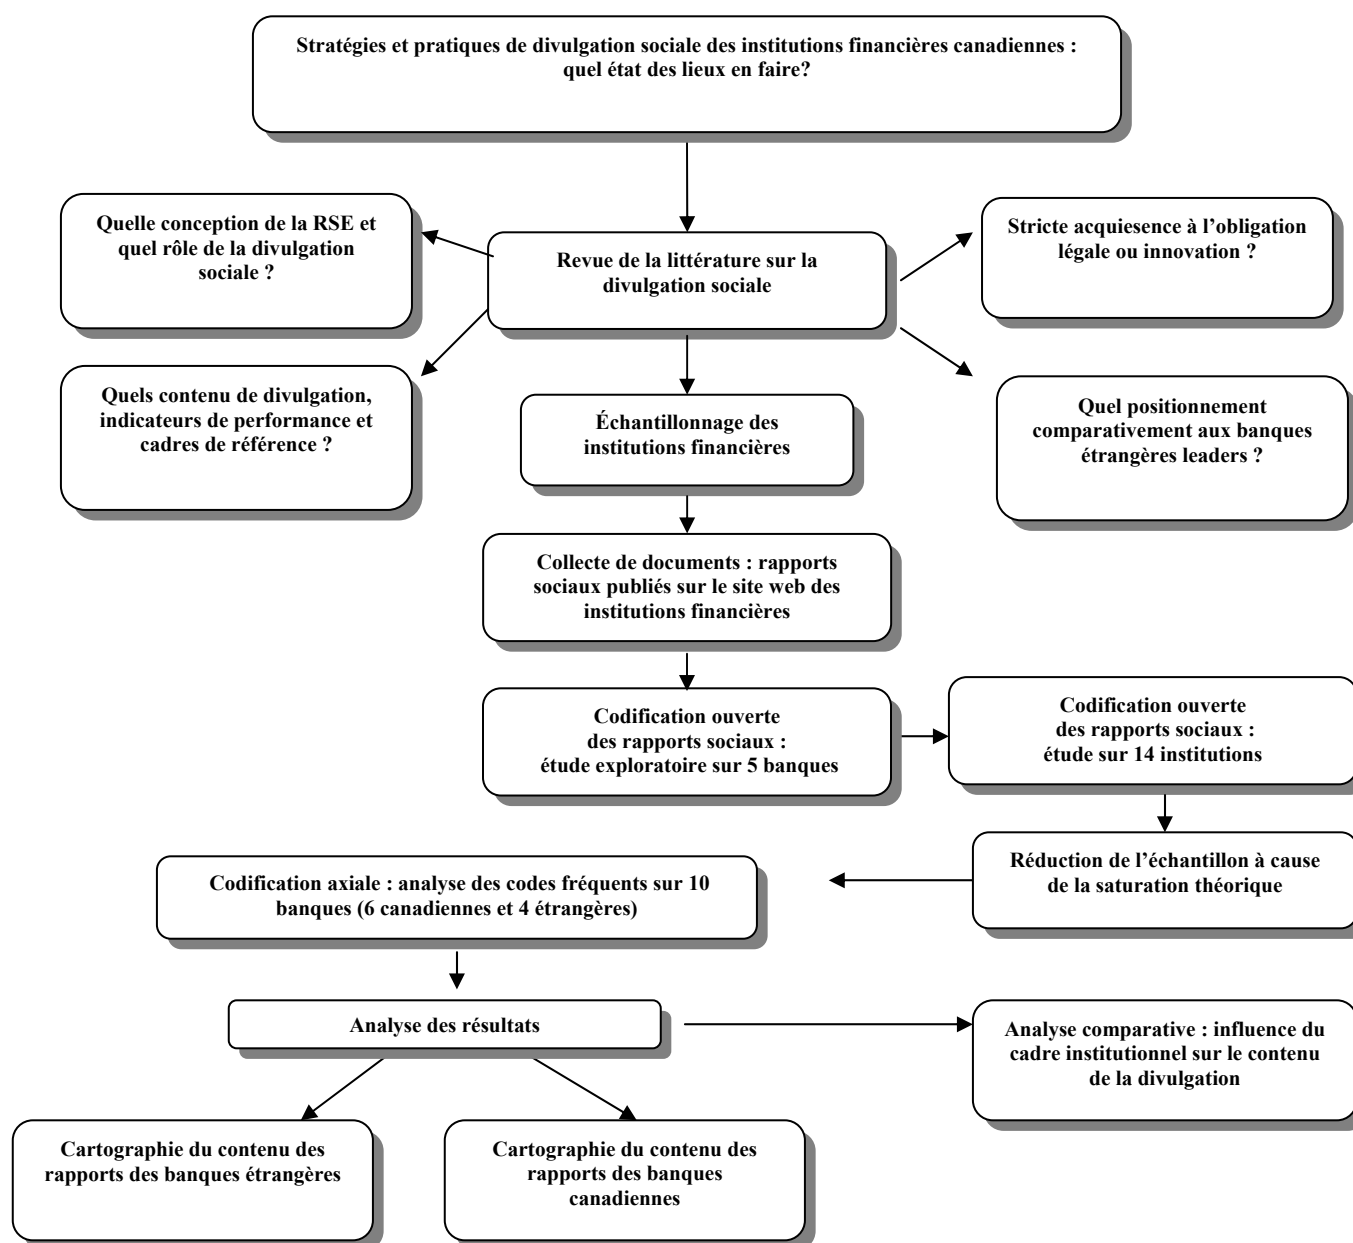 Stratégies et pratiques de divulgation sociale des institutions financières canadiennes :
quel état des lieux en faire?
Quelle conception de la RSE et
quel rôle de la divulgation
sociale ?
Revue de la littérature sur la
divulgation sociale
Stricte acquiesence à l’obligation
légale ou innovation ?
Quels contenu de divulgation,
indicateurs de performance et
cadres de référence ?
Quel positionnement
comparativement aux banques
étrangères leaders ?
Échantillonnage des
institutions financières
Collecte de documents : rapports
sociaux publiés sur le site web des
institutions financières
Codification ouverte
des rapports sociaux :
étude exploratoire sur 5 banques
Codification ouverte
des rapports sociaux :
étude sur 14 institutions
Réduction de l’échantillon à cause
de la saturation théorique
Codification axiale : analyse des codes fréquents sur 10
banques (6 canadiennes et 4 étrangères)
Analyse des résultats
Analyse comparative : influence du
cadre institutionnel sur le contenu
de la divulgation
Cartographie du contenu des
rapports des banques étrangères
Cartographie du contenu des
rapports des banques
canadiennes